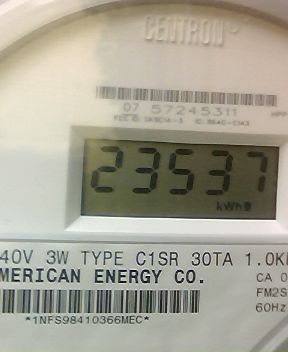 CENTRON
07 57245311
23537
kWh
40V 3W TYPE C1SR 30TA 1.0K
MERICAN ENERGY CO.
CA 0
FM2S
60Hz
*1NFS98410366MEC*